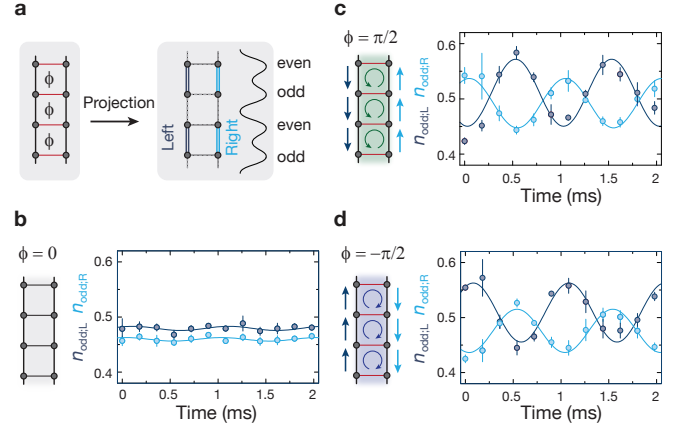 a
ϕ
ϕ
ϕ
Projection
Left
Right
even
odd
even
odd
b
ϕ = 0
n_odd;L n_odd;R
0.6
0.5
0.4
0 0.5 1 1.5 2
Time (ms)
c
ϕ = π/2
n_odd;L n_odd;R
0.6
0.5
0.4
0 0.5 1 1.5 2
Time (ms)
d
ϕ = −π/2
n_odd;L n_odd;R
0.6
0.5
0.4
0 0.5 1 1.5 2
Time (ms)